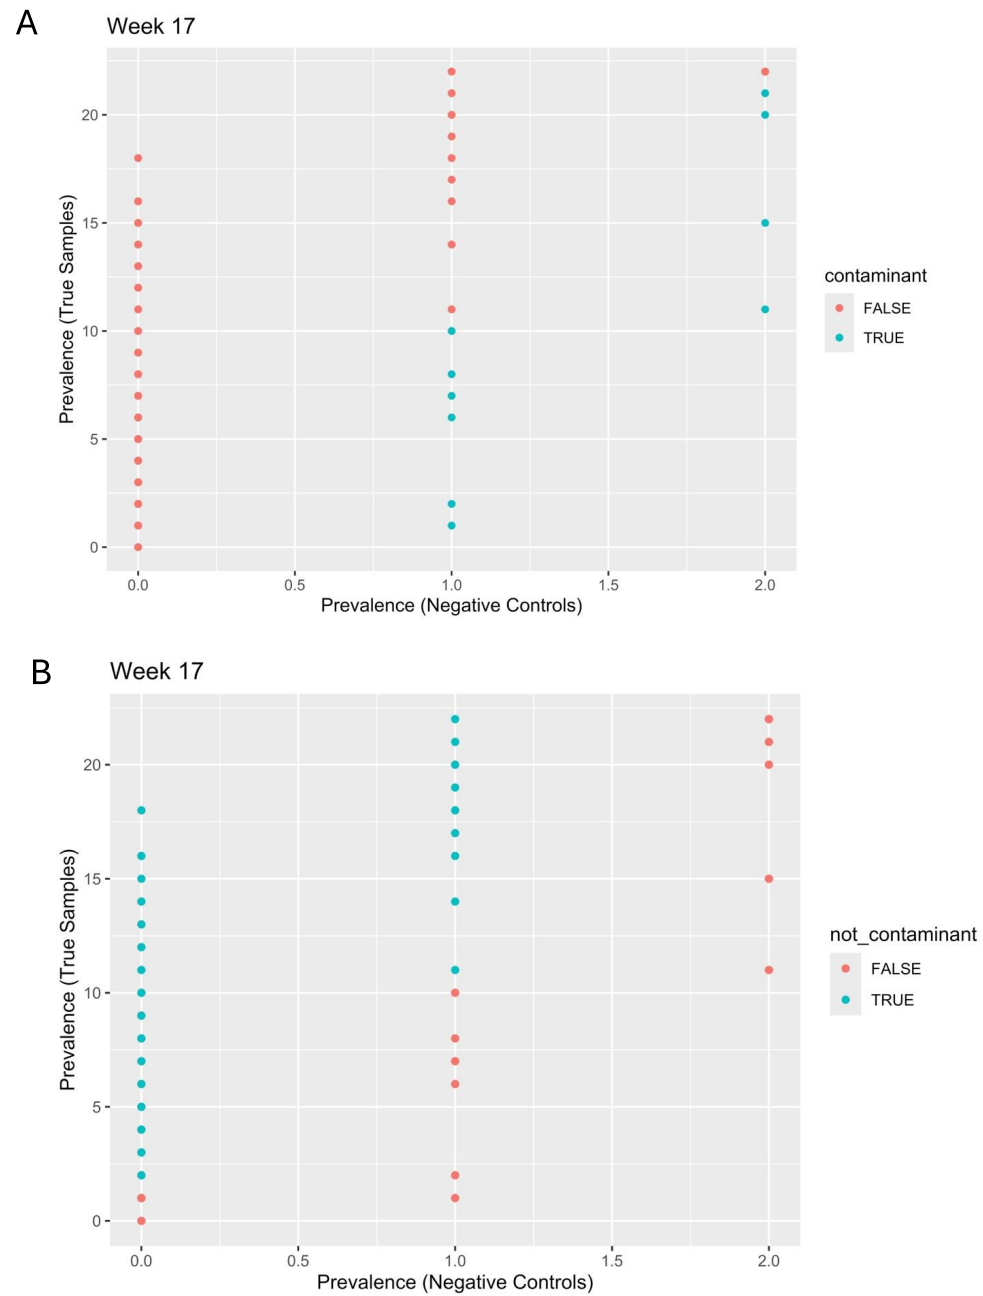 A
Week 17
20
15
10
5
0
Prevalence (True Samples)
0.0 0.5 1.0 1.5 2.0
Prevalence (Negative Controls)
contaminant
FALSE
TRUE
B
Week 17
20
15
10
5
0
Prevalence (True Samples)
0.0 0.5 1.0 1.5 2.0
Prevalence (Negative Controls)
not_contaminant
FALSE
TRUE